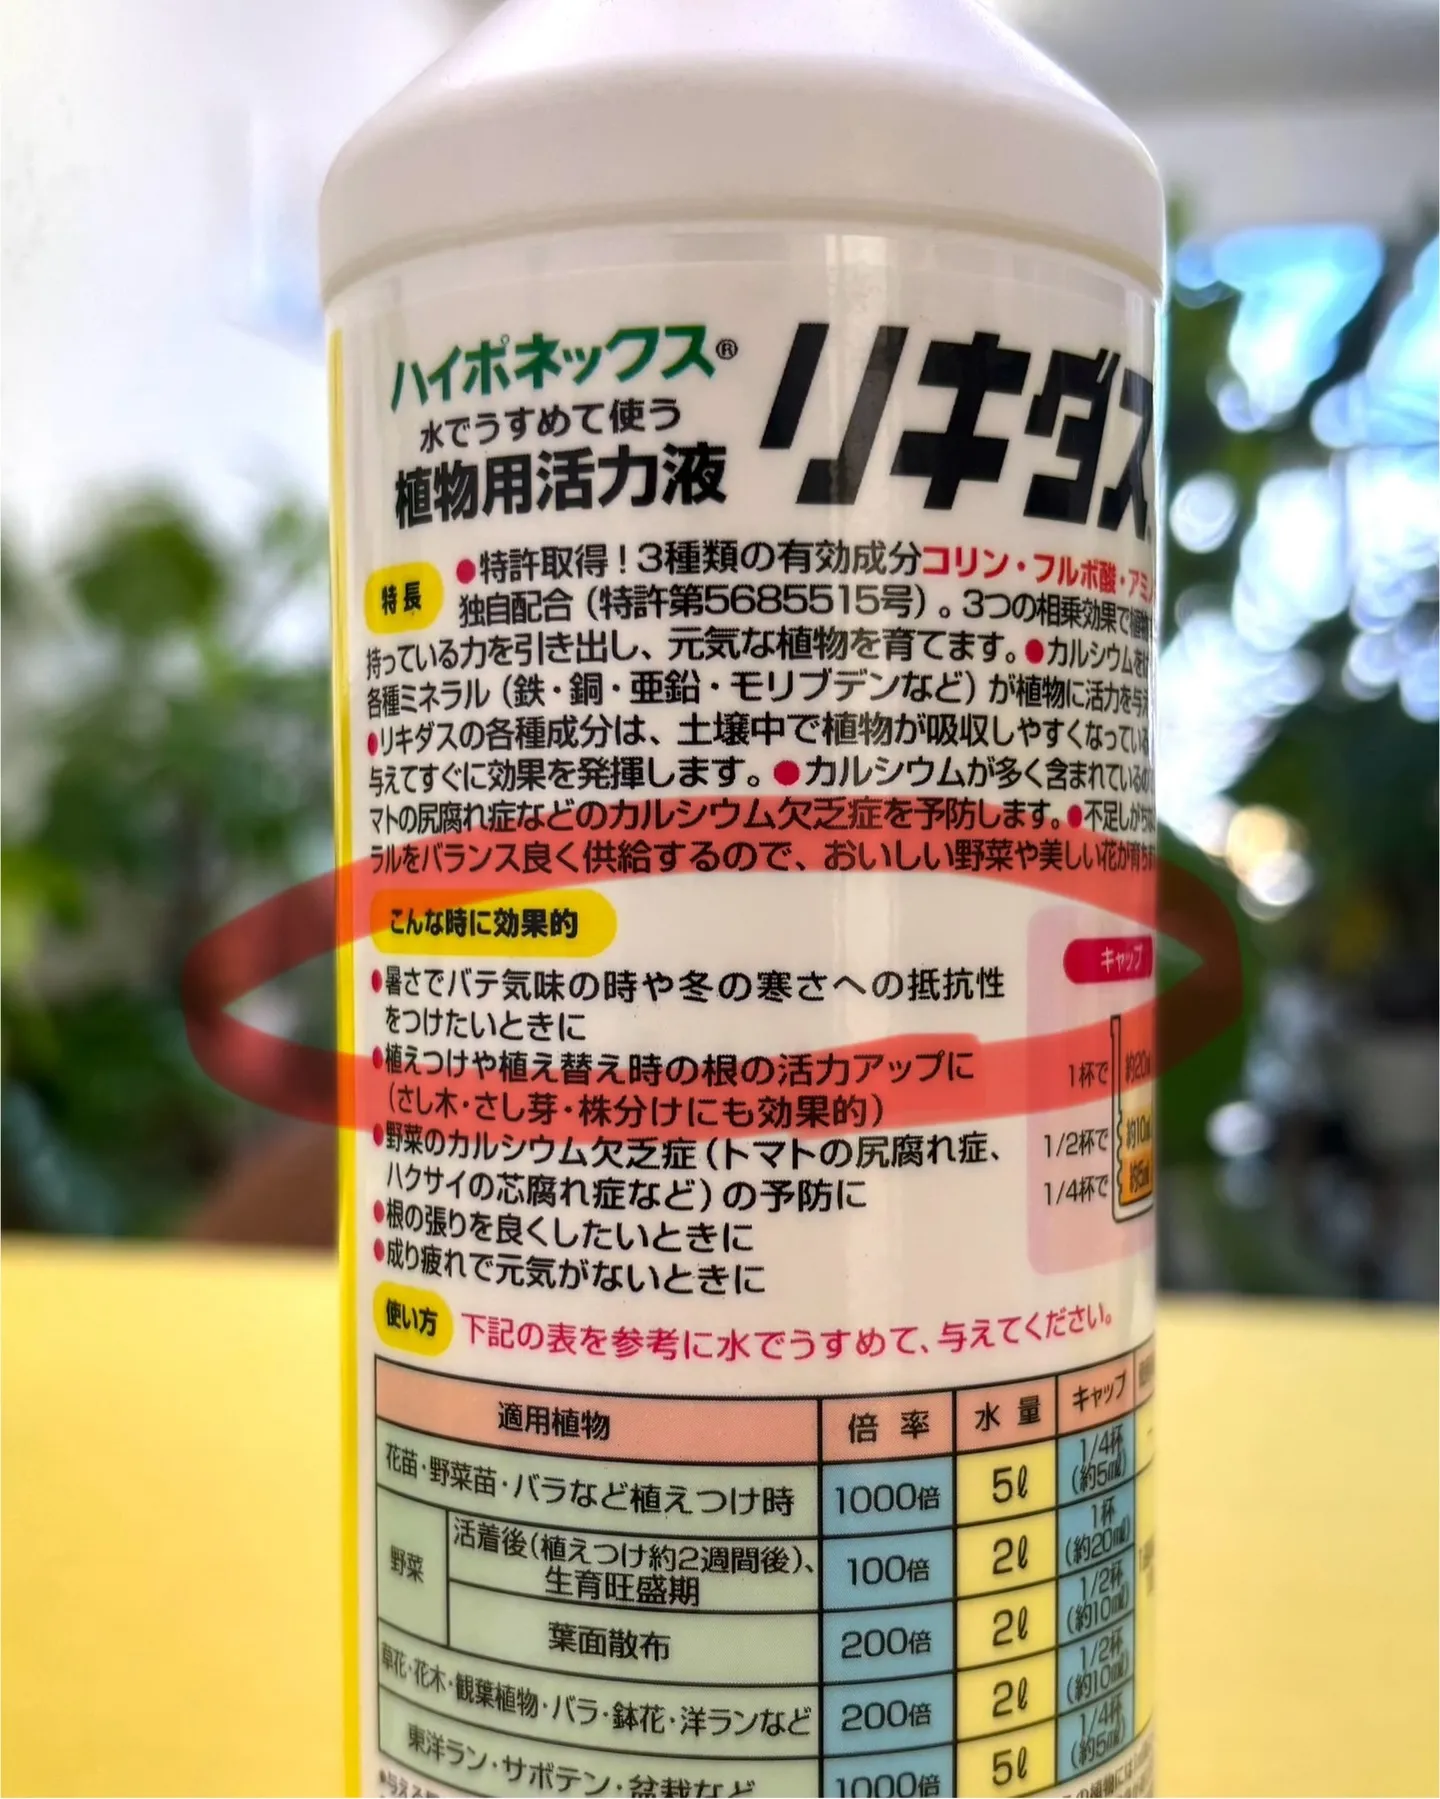 ハイポネックス®
水でうすめて使う
植物用活力液
リキダス
特長
●特許取得！3種類の有効成分コリン・フルボ酸・アミノ
独自配合（特許第5685515号）。3つの相乗効果で植物
持っている力を引き出し、元気な植物を育てます。●カルシウム
各種ミネラル（鉄・銅・亜鉛・モリブデンなど）が植物に活力を与え
●リキダスの各種成分は、土壌中で植物が吸収しやすくなっている
与えてすぐに効果を発揮します。●カルシウムが多く含まれているの
マトの尻腐れ症などのカルシウム欠乏症を予防します。●不足しがち
ラルをバランス良く供給するので、おいしい野菜や美しい花が育ち
こんな時に効果的
●暑さでバテ気味の時や冬の寒さへの抵抗性
をつけたいときに
●植えつけや植え替え時の根の活力アップに
（さし木・さし芽・株分けにも効果的）
●野菜のカルシウム欠乏症（トマトの尻腐れ症、
ハクサイの芯腐れ症など）の予防に
●根の張りを良くしたいときに
●成り疲れで元気がないときに
キャップ
1杯で 約20ml
1/2杯で 約10ml
1/4杯で 約5ml
使い方
下記の表を参考に水でうすめて、与えてください。
適用植物 倍率 水量 キャップ
花苗・野菜苗・バラなど植えつけ時 1000倍 5ℓ 1/4杯（約5mℓ）
野菜 活着後（植えつけ約2週間後）、生育旺盛期 100倍 2ℓ 1杯（約20mℓ）
葉面散布 200倍 2ℓ 1/2杯（約10mℓ）
草花・花木・観葉植物・バラ・鉢花・洋ランなど 200倍 2ℓ 1/2杯（約10mℓ）
東洋ラン・サボテン・盆栽など 1000倍 5ℓ 1/4杯（約5mℓ）